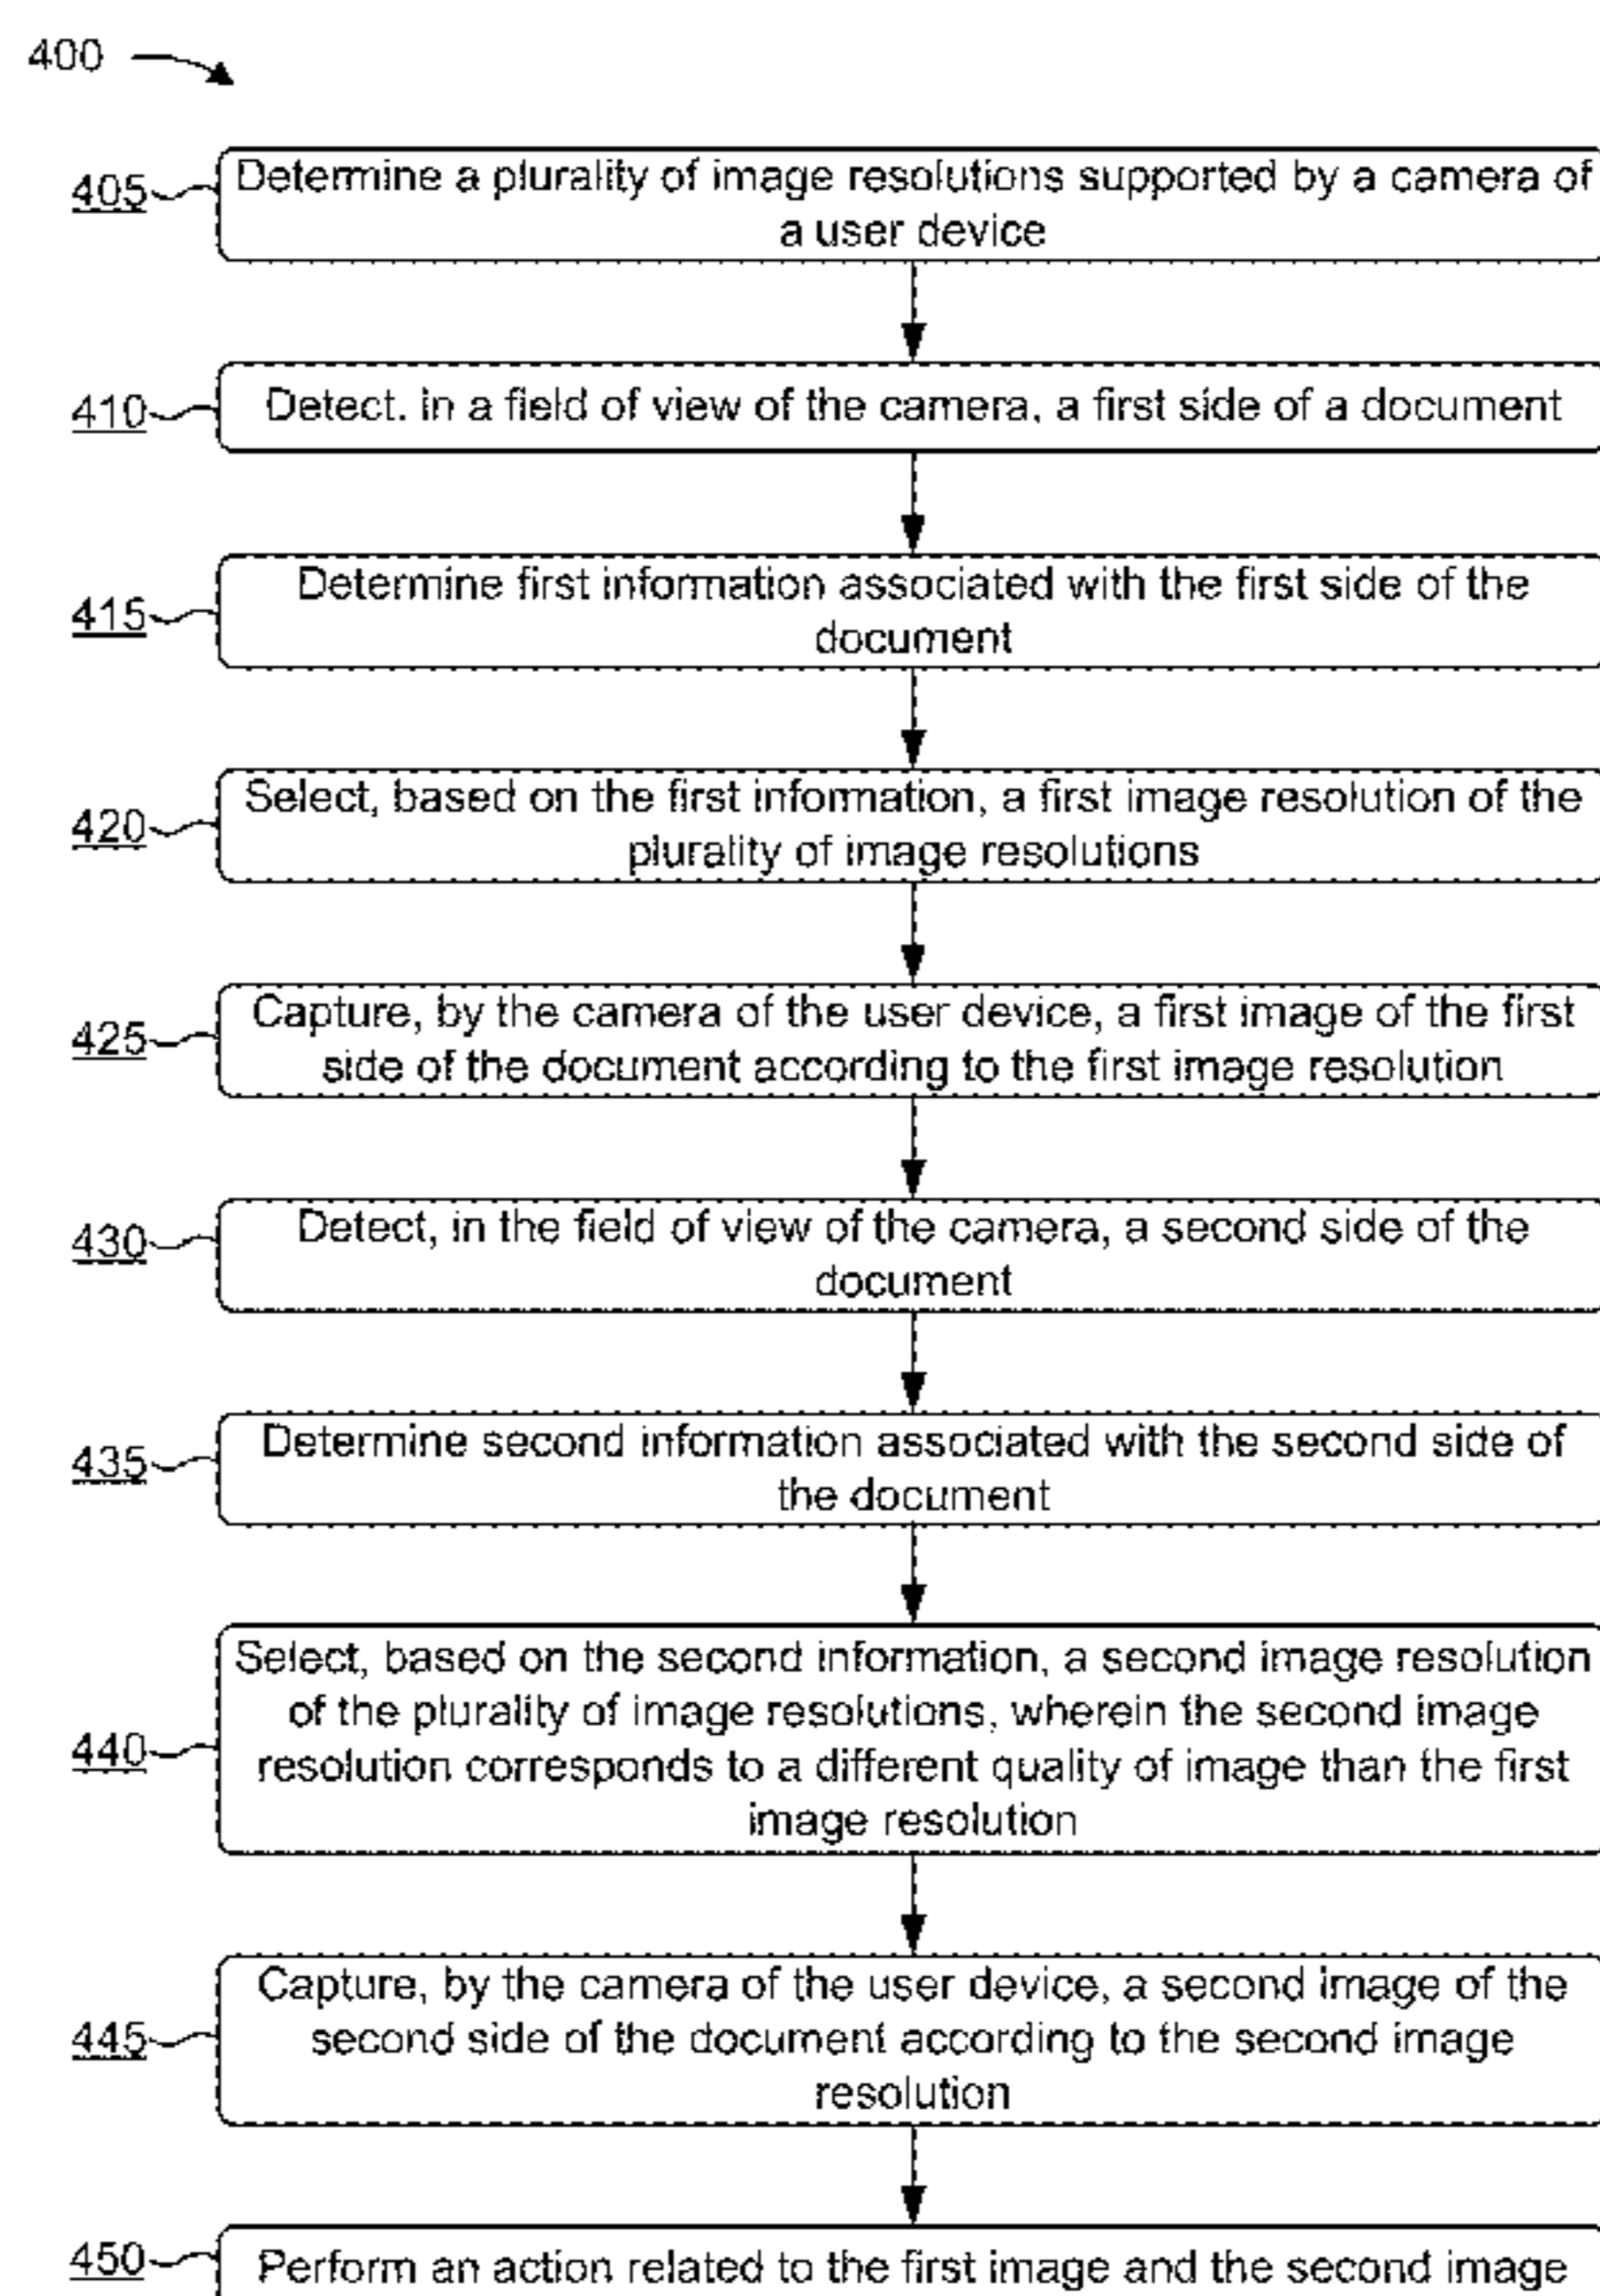 400
405
Determine a plurality of image resolutions supported by a camera of
a user device
410
Detect. in a field of view of the camera, a first side of a document
415
Determine first information associated with the first side of the
document
420
Select, based on the first information, a first image resolution of the
plurality of image resolutions
425
Capture, by the camera of the user device, a first image of the first
side of the document according to the first image resolution
430
Detect, in the field of view of the camera, a second side of the
document
435
Determine second information associated with the second side of
the document
440
Select, based on the second information, a second image resolution
of the plurality of image resolutions, wherein the second image
resolution corresponds to a different quality of image than the first
image resolution
445
Capture, by the camera of the user device, a second image of the
second side of the document according to the second image
resolution
450
Perform an action related to the first image and the second image